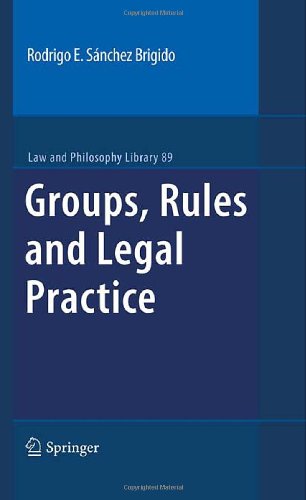 Rodrigo E. Sánchez Brigido
Law and Philosophy Library 89
Groups, Rules
and Legal
Practice
Springer